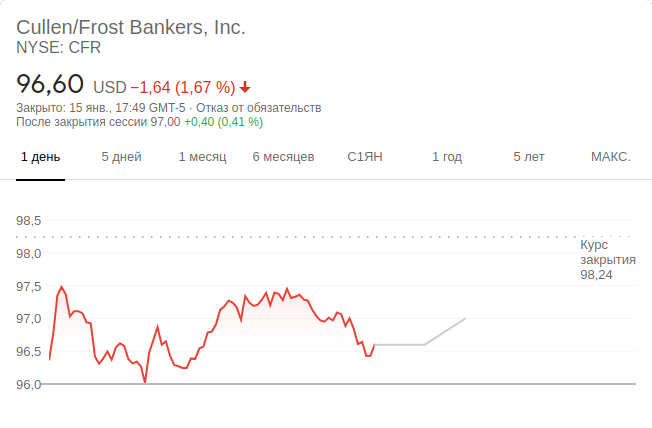 Cullen/Frost Bankers, Inc.
NYSE: CFR
96,60 USD −1,64 (1,67 %)
Закрыто: 15 янв., 17:49 GMT-5 · Отказ от обязательств
После закрытия сессии 97,00 +0,40 (0,41 %)
1 день 5 дней 1 месяц 6 месяцев С1ЯН 1 год 5 лет МАКС.
98,5
Курс
закрытия
98,24
98,0
97,5
97,0
96,5
96,0